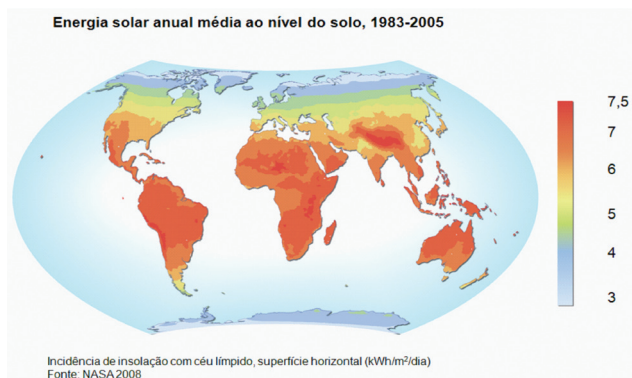 Energia solar anual média ao nível do solo, 1983-2005
7,5
7
6
5
4
3
Incidência de insolação com céu límpido, superfície horizontal (kWh/m²/dia)
Fonte: NASA 2008